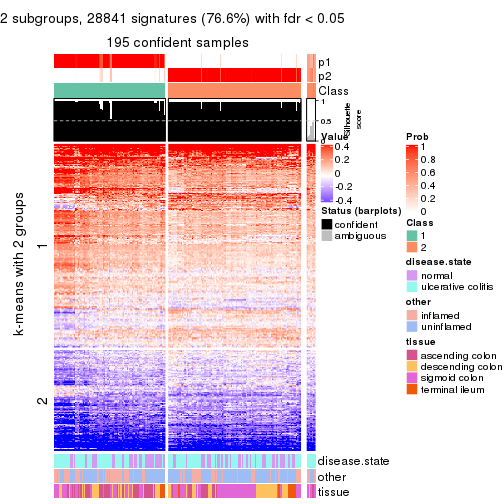 2 subgroups, 28841 signatures (76.6%) with fdr < 0.05
195 confident samples
p1
p2
Class
1
0.5
0
Silhouette
score
k-means with 2 groups
1
2
disease.state
other
tissue
Value
0.4
0.2
0
-0.2
-0.4
Status (barplots)
confident
ambiguous
Prob
1
0.8
0.6
0.4
0.2
0
Class
1
2
disease.state
normal
ulcerative colitis
other
inflamed
uninflamed
tissue
ascending colon
descending colon
sigmoid colon
terminal ileum